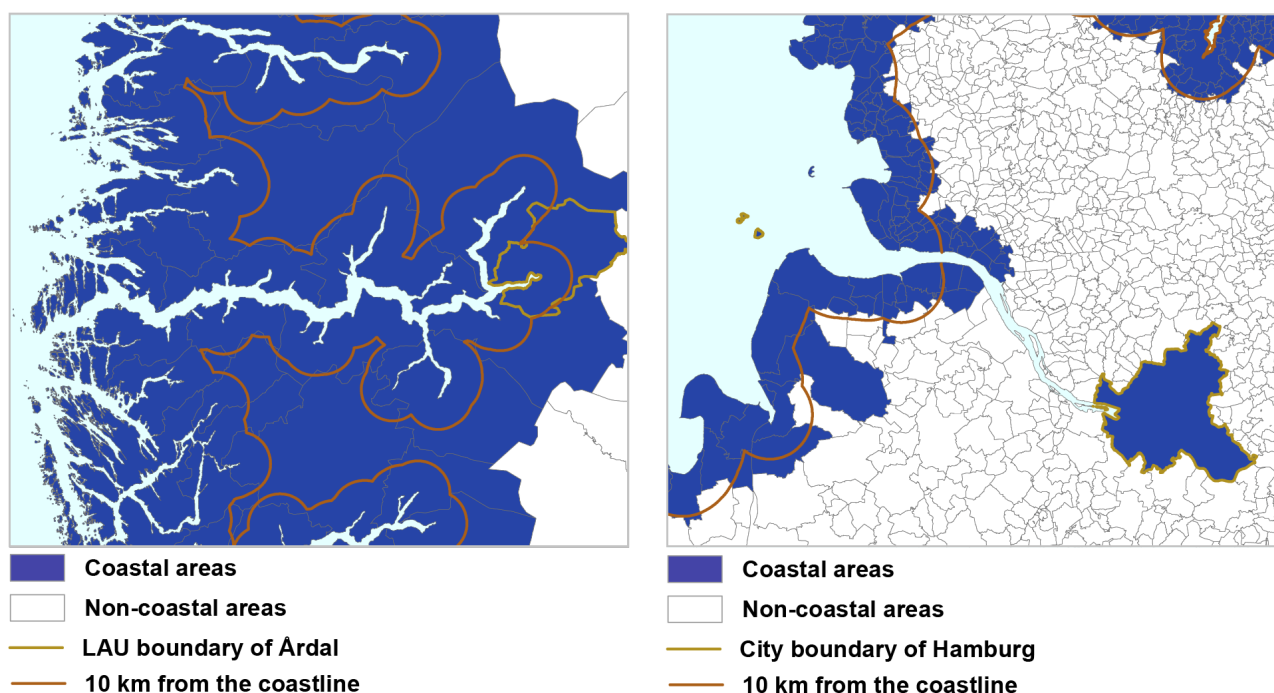 Coastal areas
Non-coastal areas
LAU boundary of Årdal
10 km from the coastline
Coastal areas
Non-coastal areas
City boundary of Hamburg
10 km from the coastline